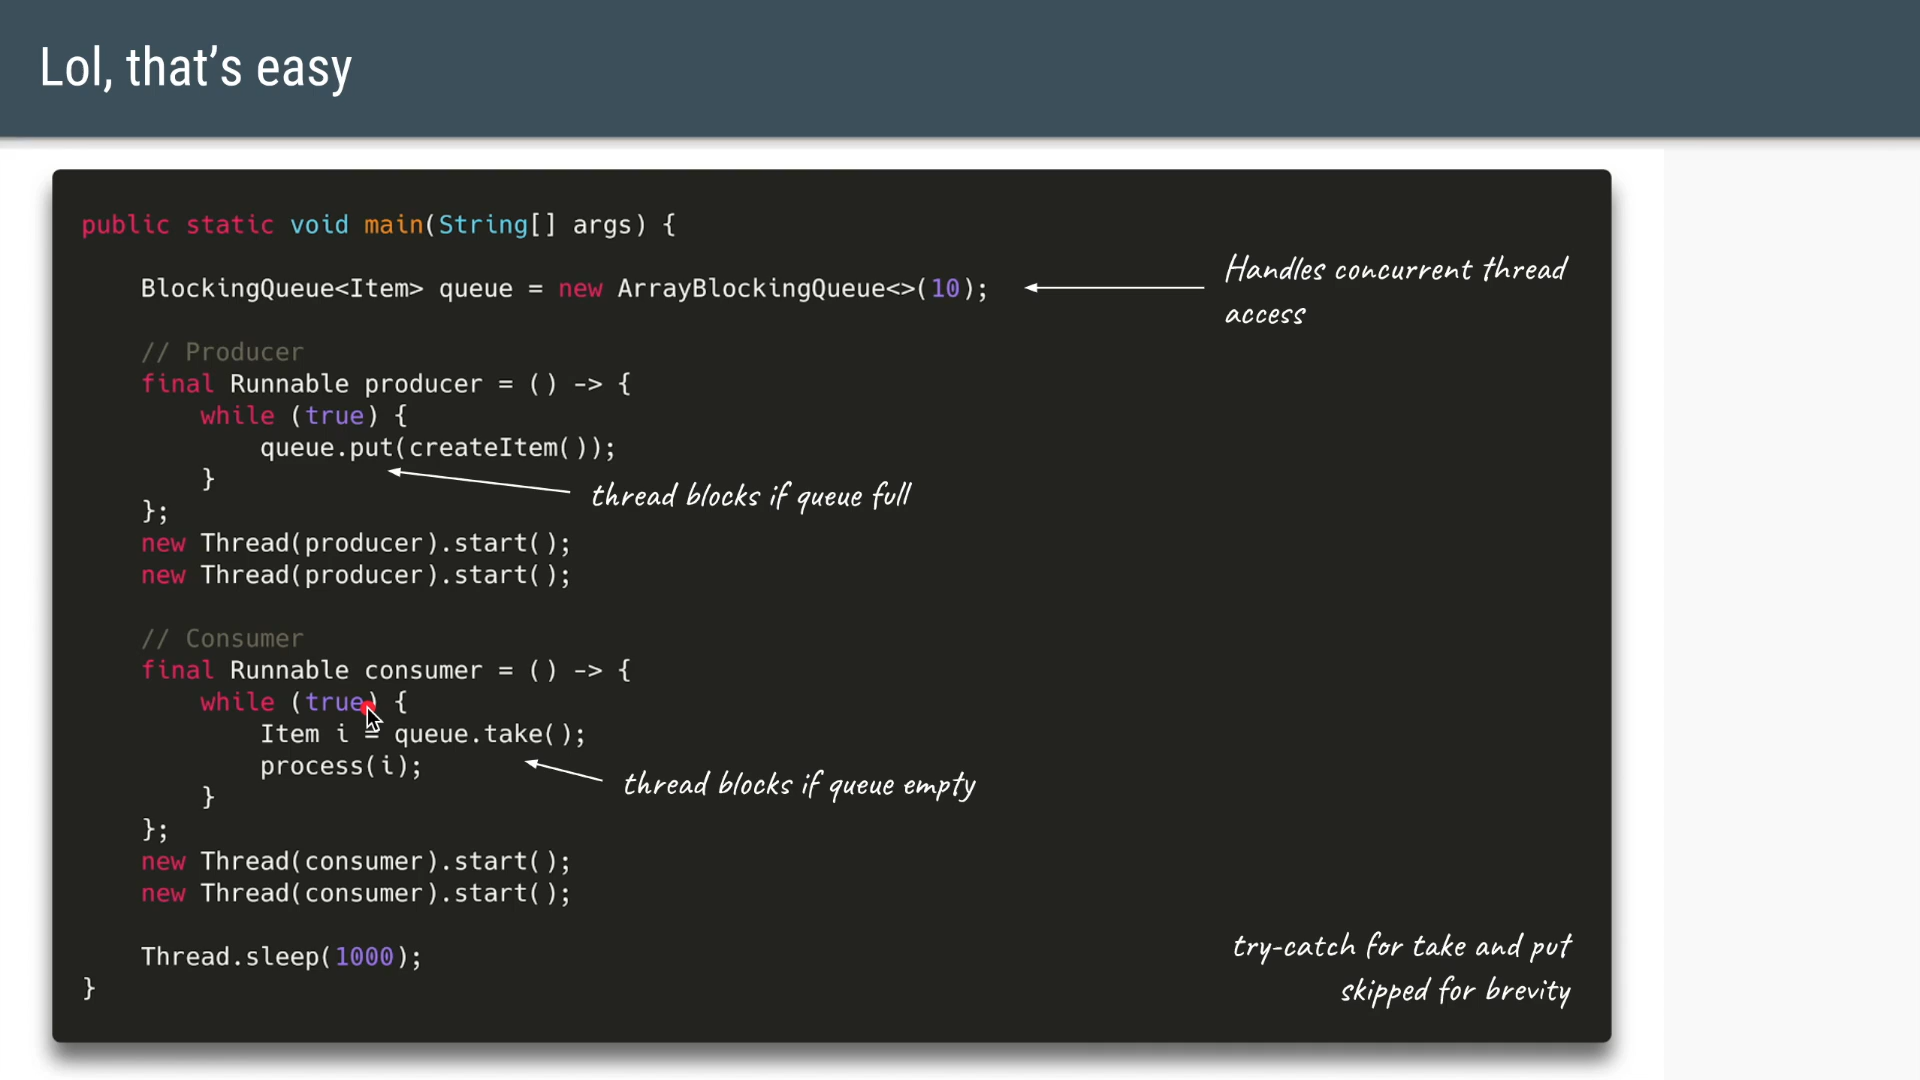 Lol, that’s easy
public static void main(String[] args) {
    BlockingQueue<Item> queue = new ArrayBlockingQueue<>(10);
Handles concurrent thread
access
    // Producer
    final Runnable producer = () -> {
        while (true) {
            queue.put(createItem());
        }
thread blocks if queue full
    };
    new Thread(producer).start();
    new Thread(producer).start();
    // Consumer
    final Runnable consumer = () -> {
        while (true) {
            Item i = queue.take();
            process(i);
thread blocks if queue empty
        }
    };
    new Thread(consumer).start();
    new Thread(consumer).start();
    Thread.sleep(1000);
}
try-catch for take and put
skipped for brevity